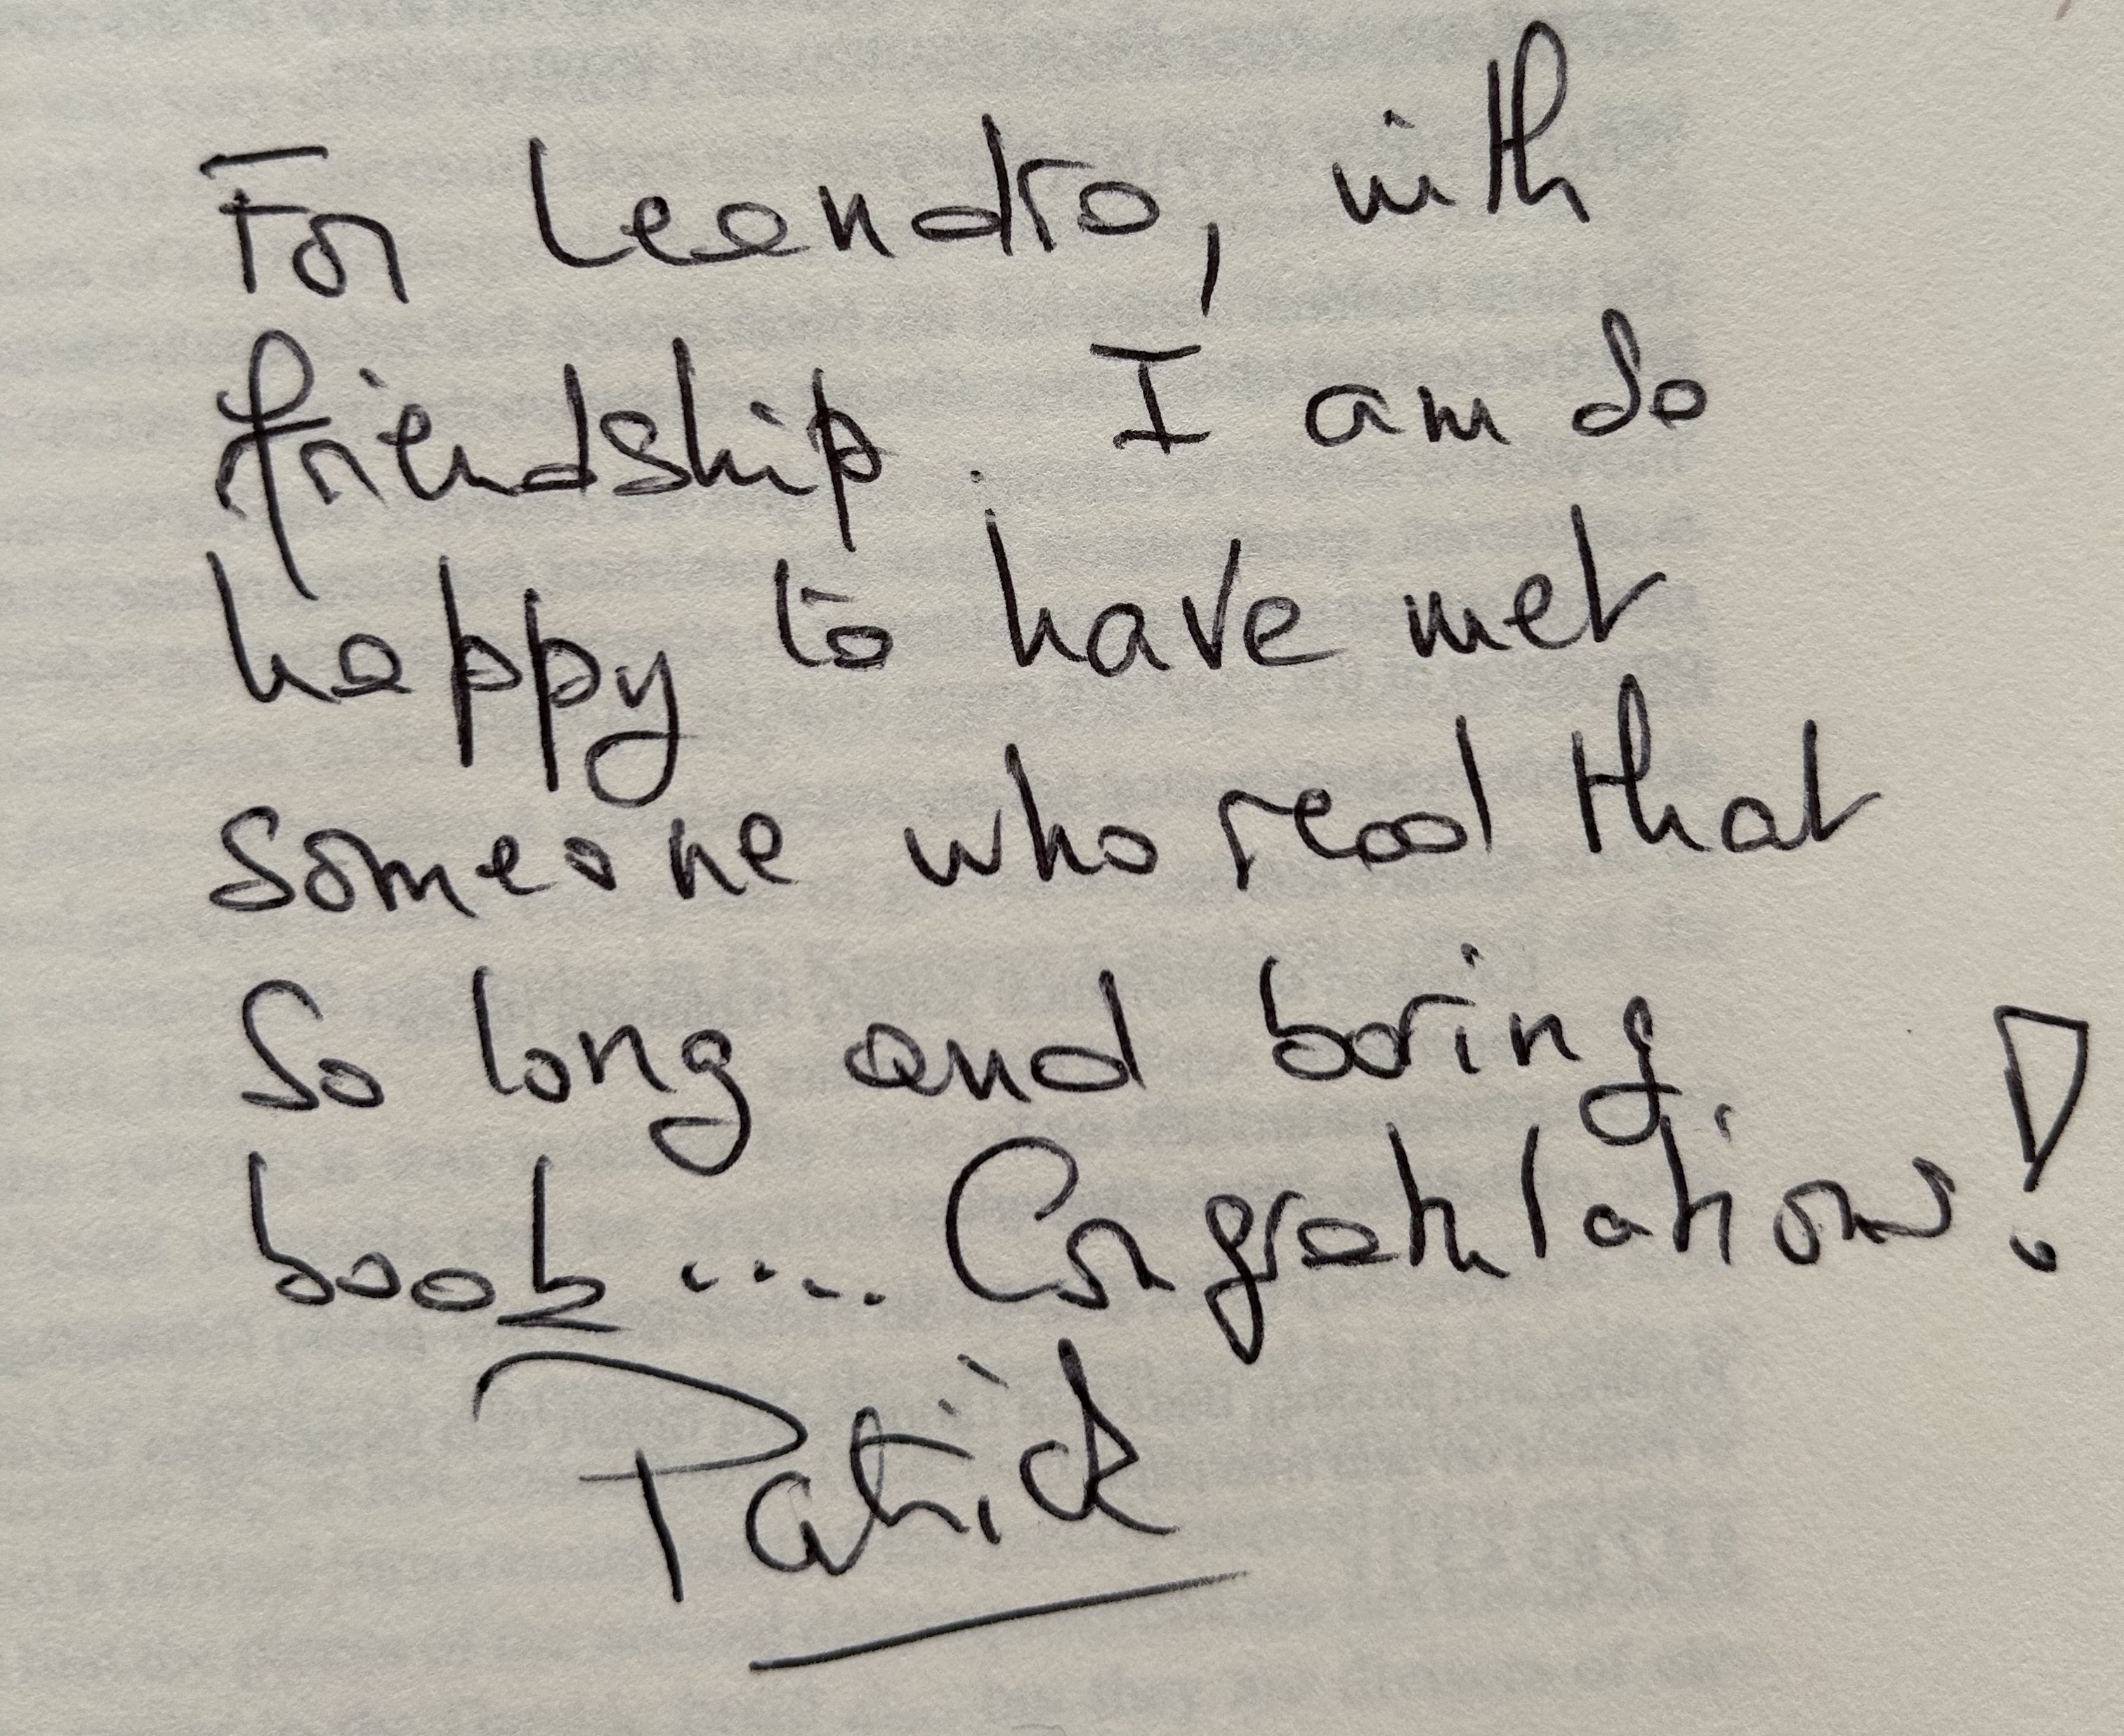 For Leandro, with
friendship. I am so
happy to have met
someone who read that
so long and boring
book.... Congratulations!
Patrick